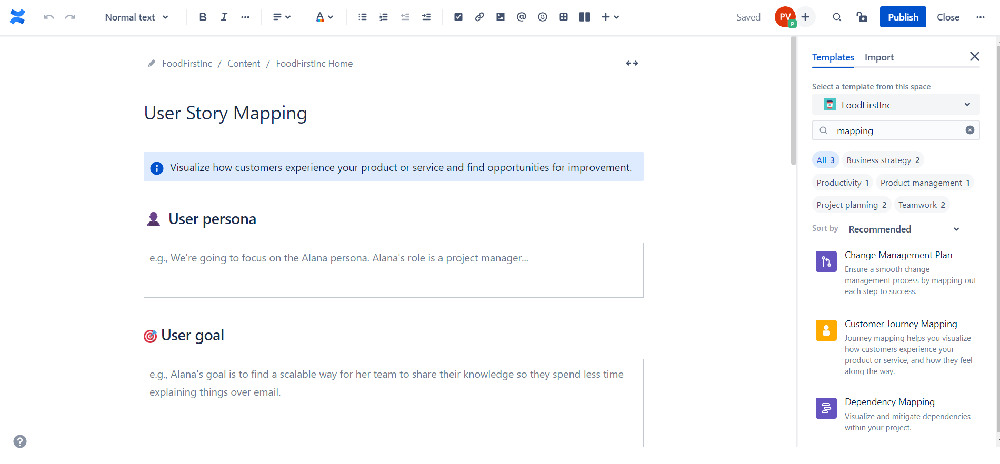 Normal text
B
I
A
@
Saved
PV
P
Publish
Close
FoodFirstInc / Content / FoodFirstInc Home
User Story Mapping
Visualize how customers experience your product or service and find opportunities for improvement.
User persona
e.g., We're going to focus on the Alana persona. Alana's role is a project manager...
User goal
e.g., Alana's goal is to find a scalable way for her team to share their knowledge so they spend less time
explaining things over email.
Templates
Import
Select a template from this space
FoodFirstInc
mapping
All 3
Business strategy 2
Productivity 1
Product management 1
Project planning 2
Teamwork 2
Sort by
Recommended
Change Management Plan
Ensure a smooth change
management process by mapping out
each step to success.
Customer Journey Mapping
Journey mapping helps you visualize
how customers experience your
product or service, and how they feel
along the way.
Dependency Mapping
Visualize and mitigate dependencies
within your project.